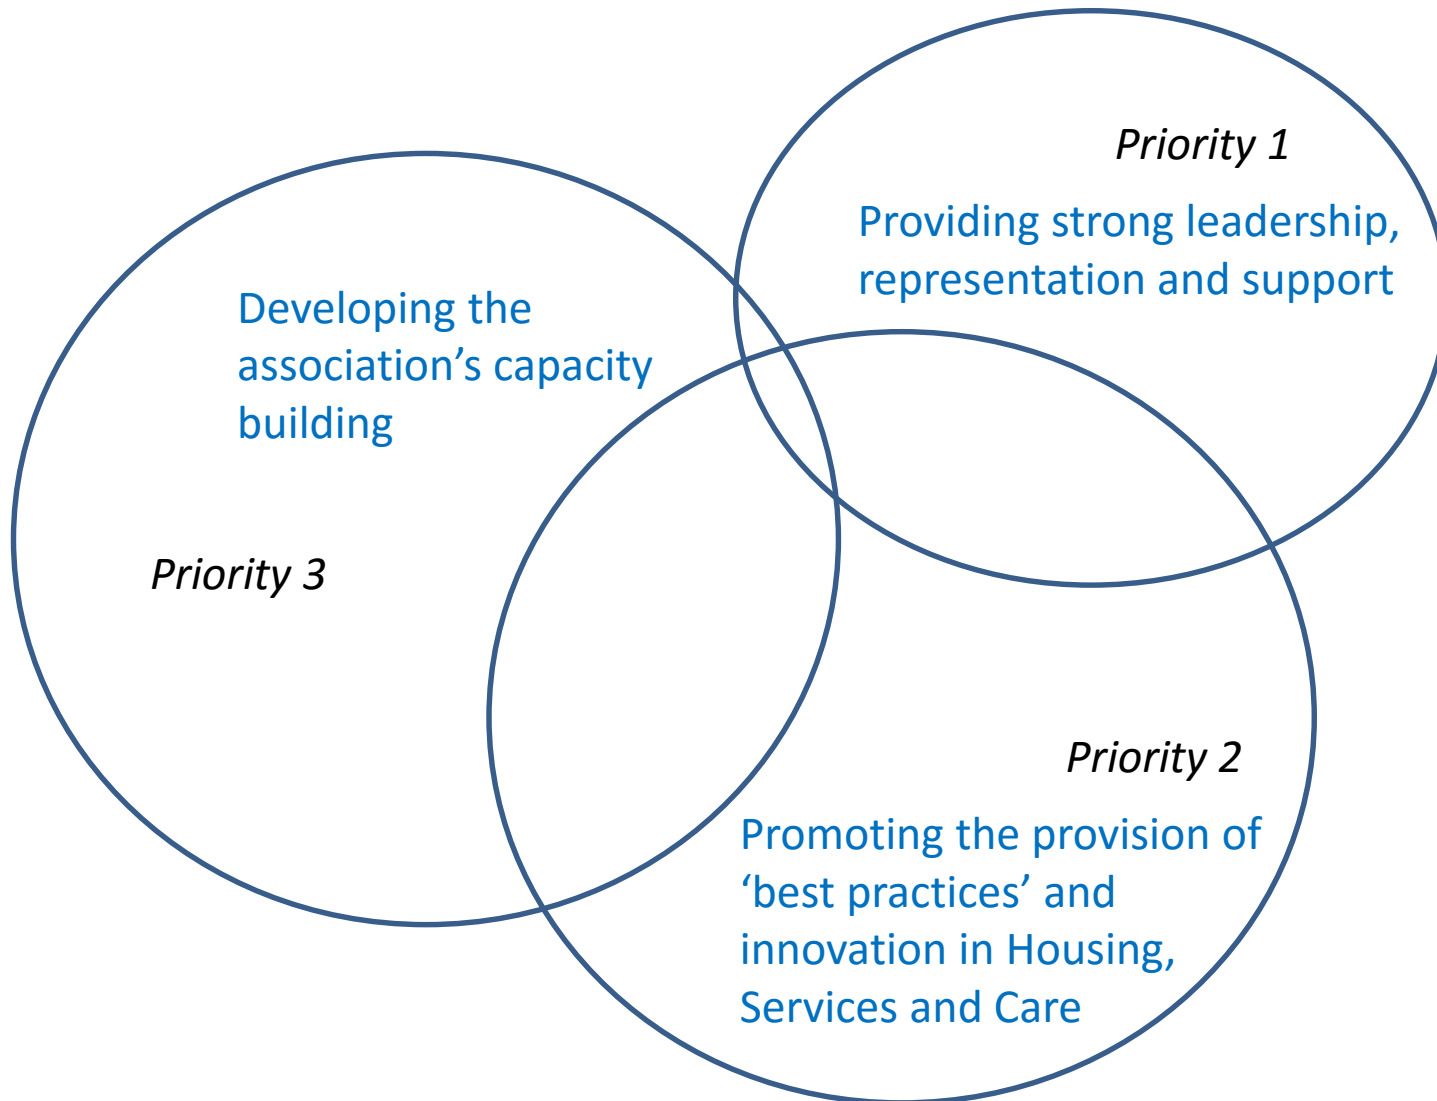 Priority 1
Providing strong leadership,
representation and support
Developing the
association’s capacity
building
Priority 3
Priority 2
Promoting the provision of
‘best practices’ and
innovation in Housing,
Services and Care